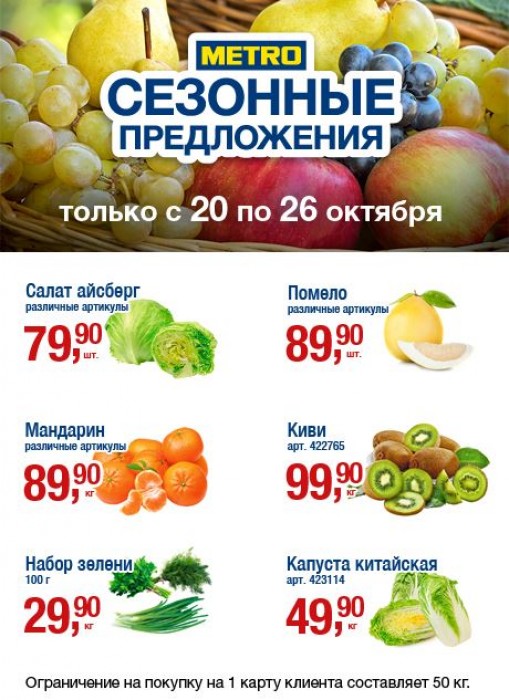 METRO
СЕЗОННЫЕ
ПРЕДЛОЖЕНИЯ
только с 20 по 26 октября
Салат айсберг
различные артикулы
79,90
шт.
Помело
различные артикулы
89,90
шт.
Мандарин
различные артикулы
89,90
кг
Киви
арт. 422765
99,90
кг
Набор зелени
100 г
29,90
кг
Капуста китайская
арт. 423114
49,90
кг
Ограничение на покупку на 1 карту клиента составляет 50 кг.